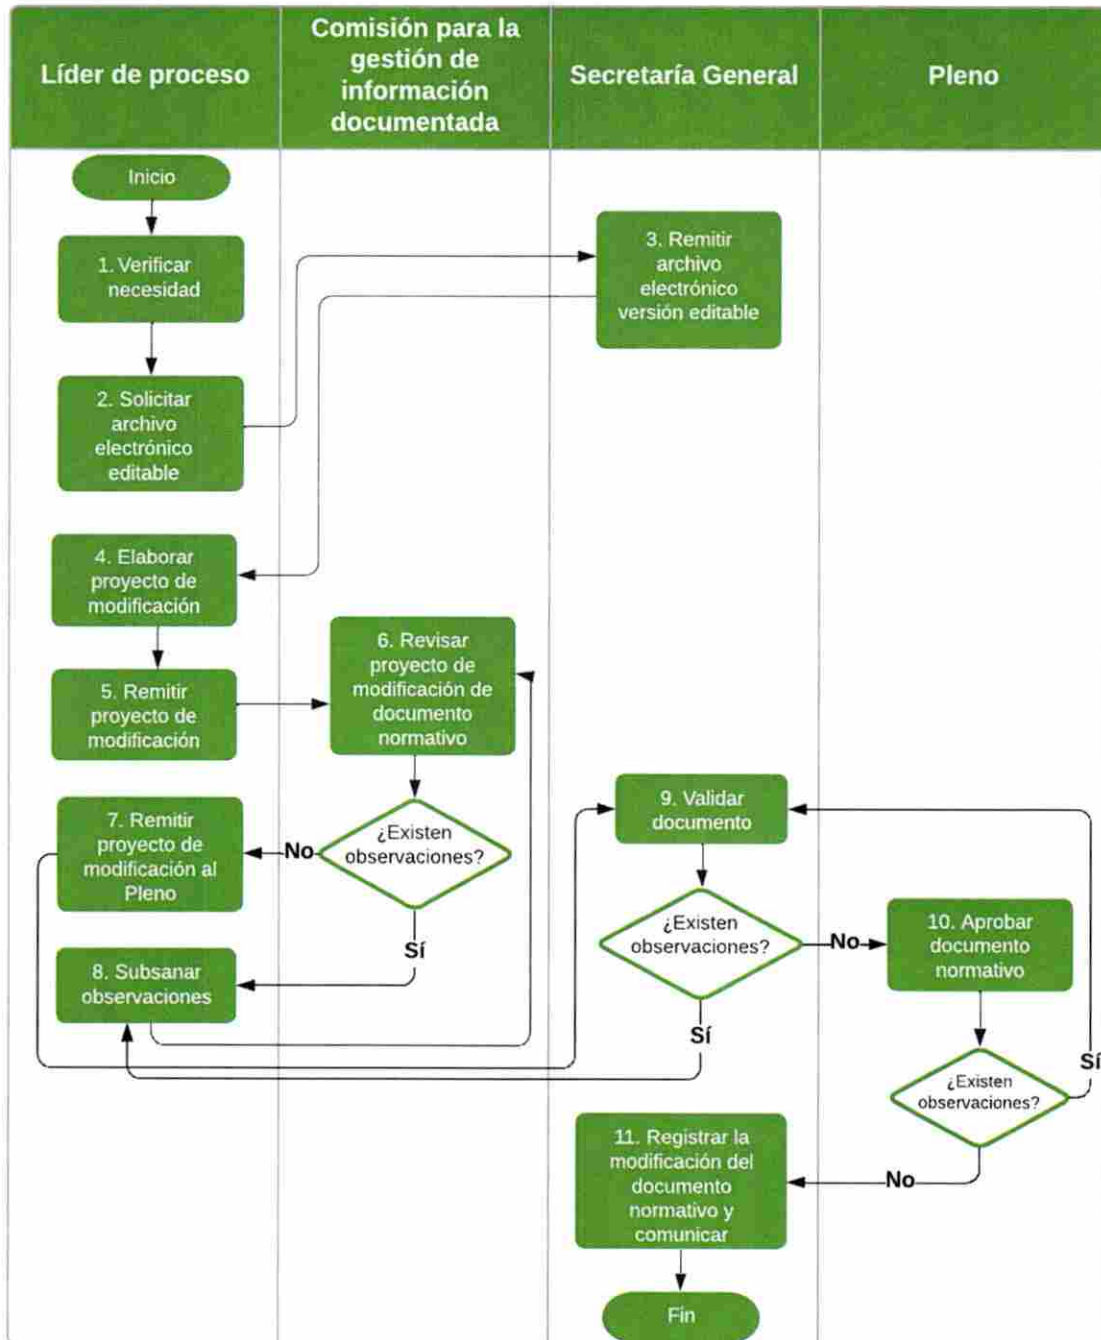 Líder de proceso
Comisión para la
gestión de
información
documentada
Secretaría General
Pleno
Inicio
1. Verificar
necesidad
2. Solicitar
archivo
electrónico
editable
3. Remitir
archivo
electrónico
versión editable
4. Elaborar
proyecto de
modificación
5. Remitir
proyecto de
modificación
6. Revisar
proyecto de
modificación de
documento
normativo
¿Existen
observaciones?
No
Sí
7. Remitir
proyecto de
modificación al
Pleno
8. Subsanar
observaciones
9. Validar
documento
¿Existen
observaciones?
No
Sí
10. Aprobar
documento
normativo
¿Existen
observaciones?
Sí
No
11. Registrar la
modificación del
documento
normativo y
comunicar
Fin